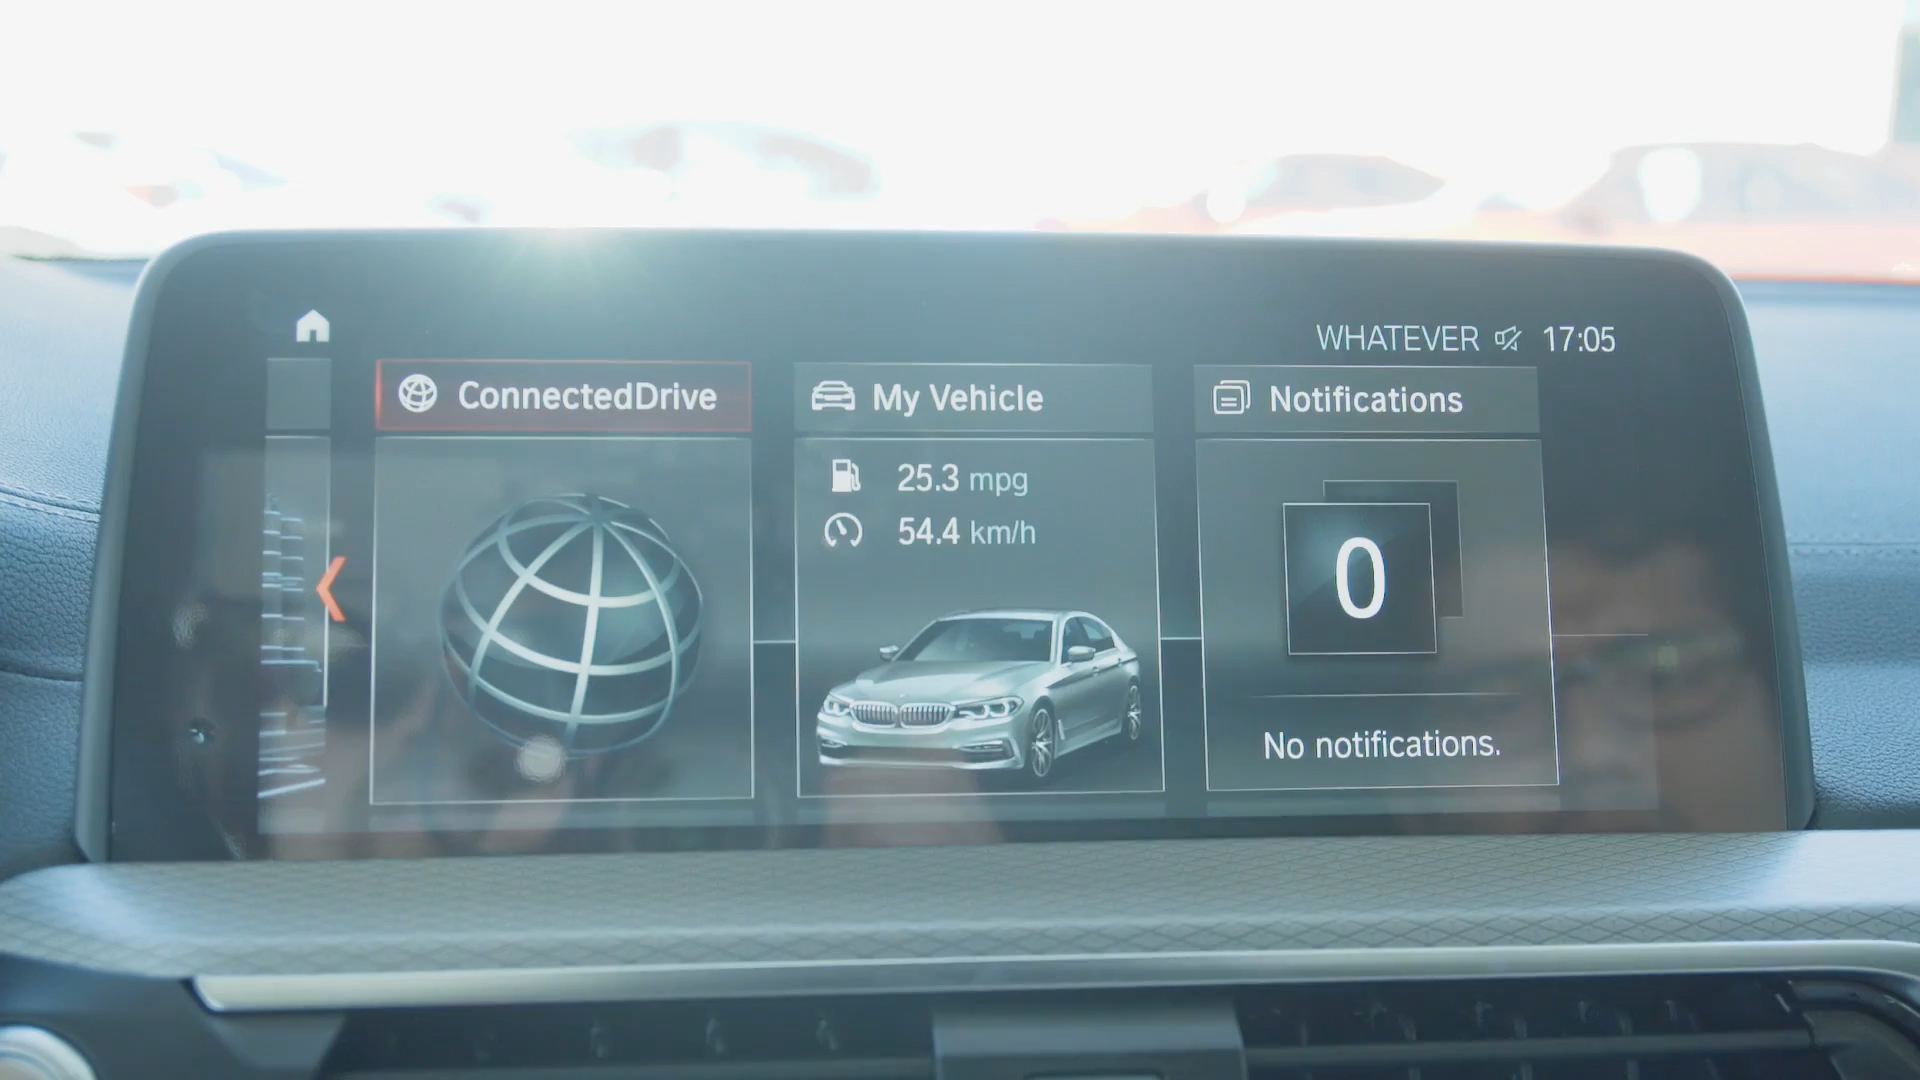 WHATEVER 17:05
ConnectedDrive
My Vehicle
25.3 mpg
54.4 km/h
Notifications
0
No notifications.